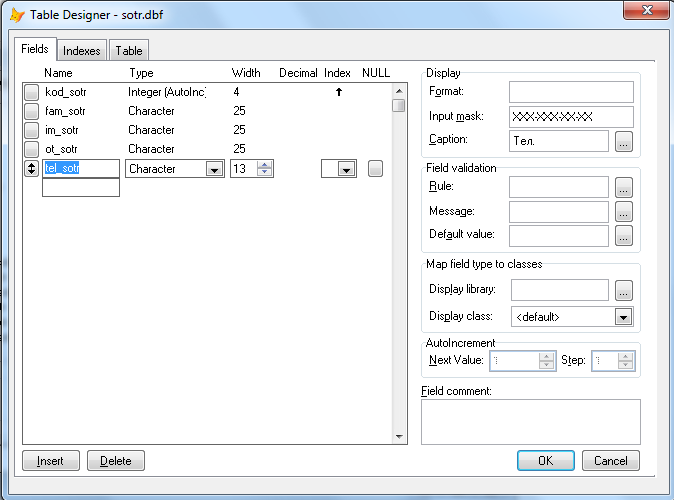 Table Designer - sotr.dbf
Fields Indexes Table
Name Type Width Decimal Index NULL
kod_sotr Integer (AutoInc) 4
fam_sotr Character 25
im_sotr Character 25
ot_sotr Character 25
tel_sotr Character 13
Display
Format:
Input mask: XXX-XXX-XX-XX
Caption: Тел. ...
Field validation
Rule: ...
Message: ...
Default value: ...
Map field type to classes
Display library: ...
Display class: <default>
AutoIncrement
Next Value: 1 Step: 1
Field comment:
Insert Delete OK Cancel